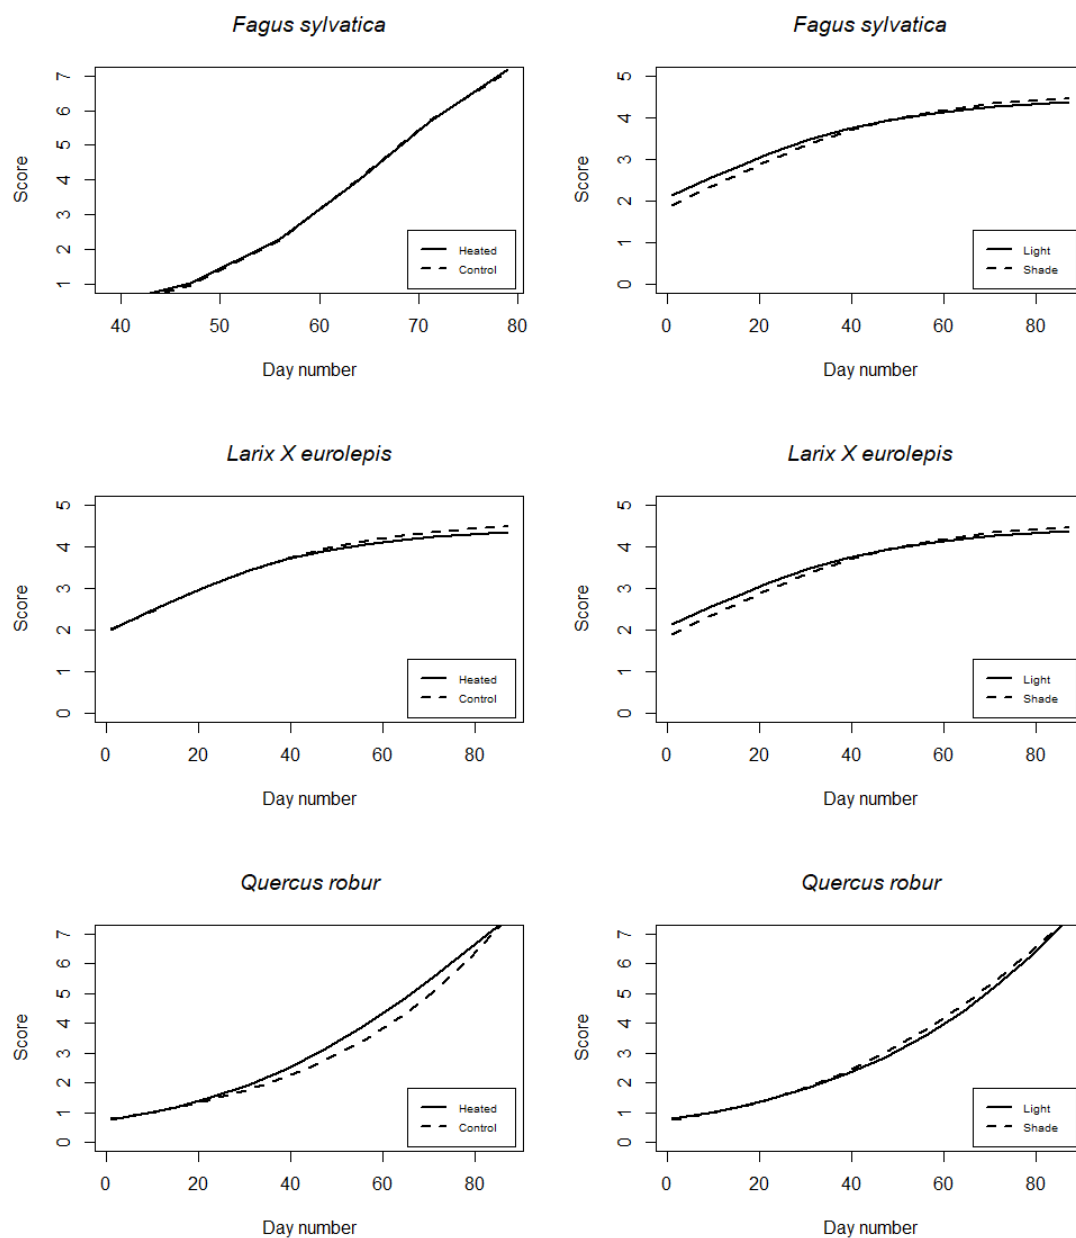 Fagus sylvatica
Score
7
6
5
4
3
2
1
Heated
Control
40 50 60 70 80
Day number
Fagus sylvatica
Score
5
4
3
2
1
0
Light
Shade
0 20 40 60 80
Day number
Larix X eurolepis
Score
5
4
3
2
1
0
Heated
Control
0 20 40 60 80
Day number
Larix X eurolepis
Score
5
4
3
2
1
0
Light
Shade
0 20 40 60 80
Day number
Quercus robur
Score
7
6
5
4
3
2
1
0
Heated
Control
0 20 40 60 80
Day number
Quercus robur
Score
7
6
5
4
3
2
1
0
Light
Shade
0 20 40 60 80
Day number